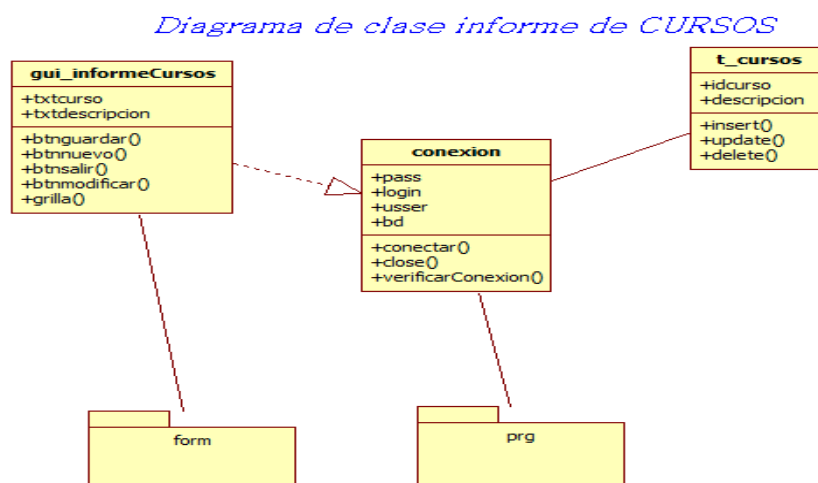 Diagrama de clase informe de CURSOS
gui_informeCursos
+txtcurso
+txtdescripcion
+btnguardar()
+btnnuevo()
+btnsalir()
+btnmodificar()
+grilla()
conexion
+pass
+login
+usser
+bd
+conectar()
+close()
+verificarConexion()
t_cursos
+idcurso
+descripcion
+insert()
+update()
+delete()
form
prg